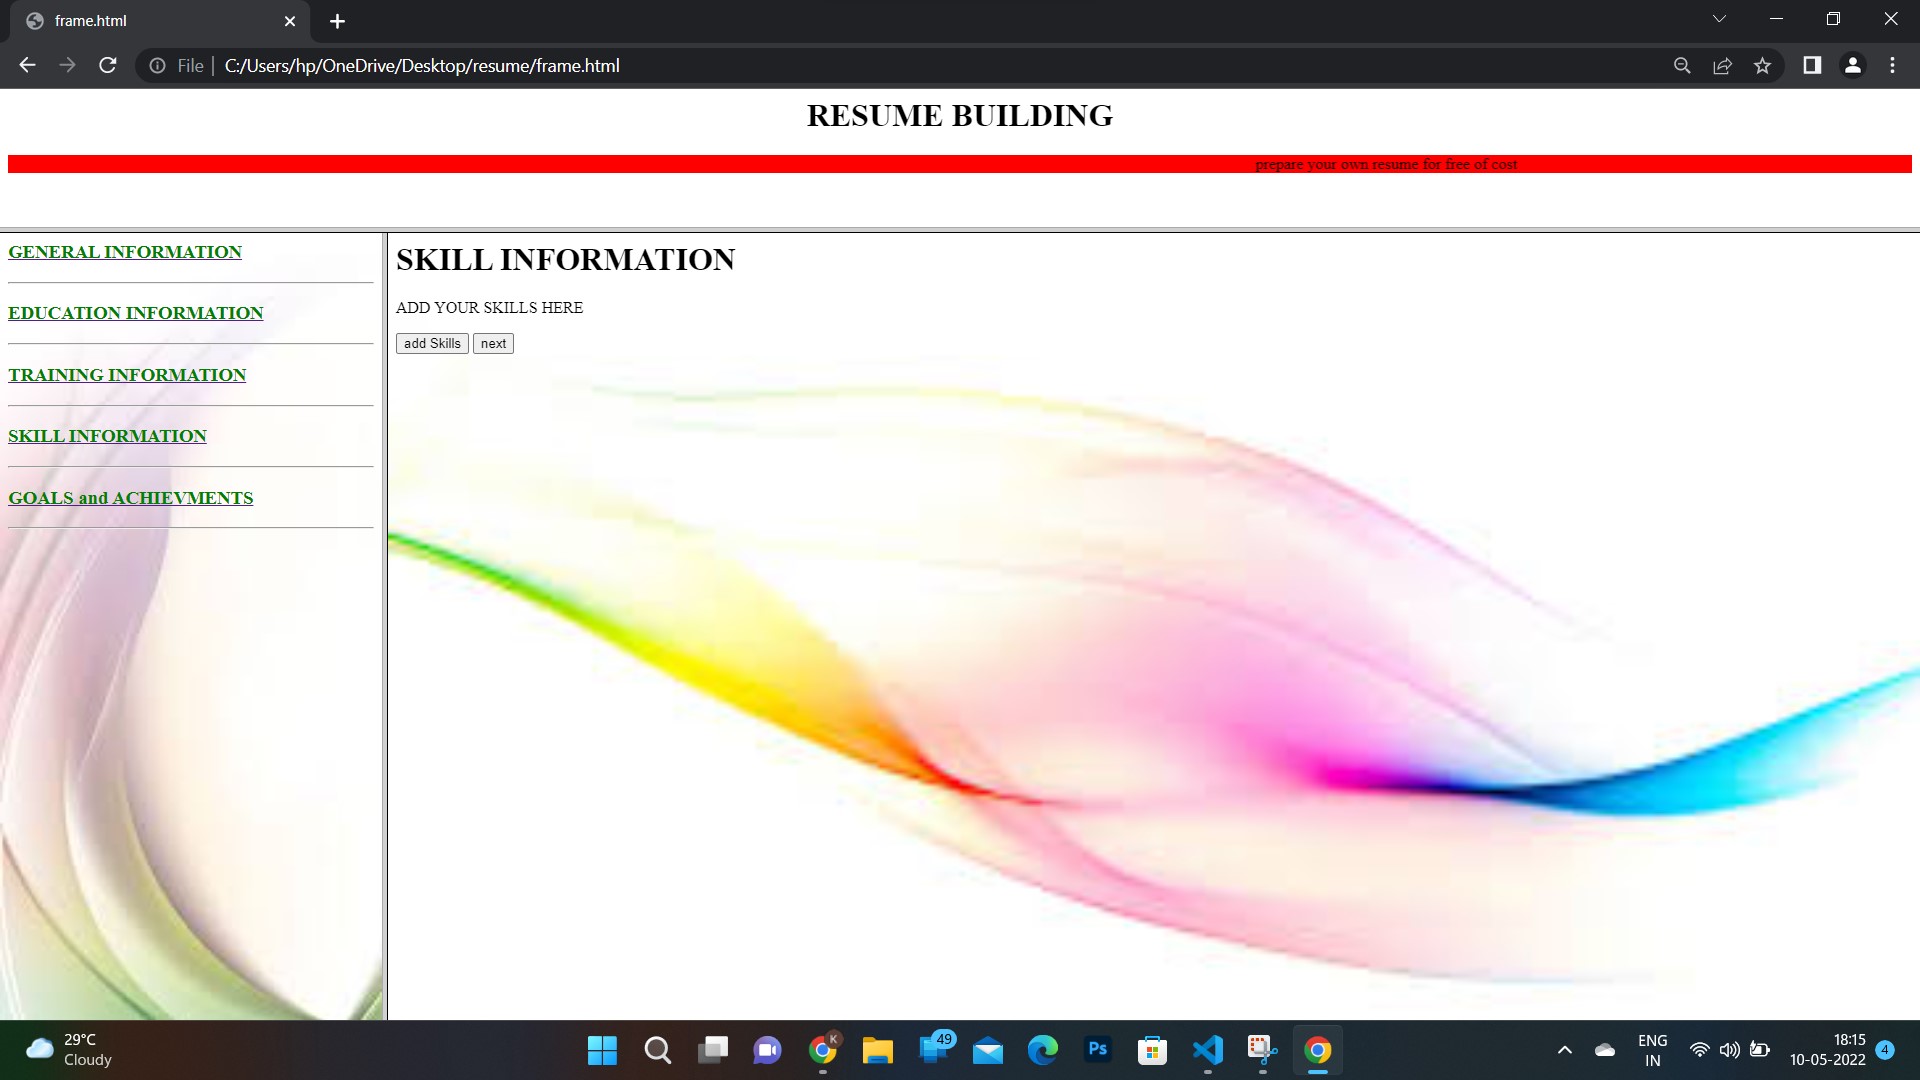 frame.html
File
C:/Users/hp/OneDrive/Desktop/resume/frame.html
RESUME BUILDING
prepare your own resume for free of cost
GENERAL INFORMATION
EDUCATION INFORMATION
TRAINING INFORMATION
SKILL INFORMATION
GOALS and ACHIEVMENTS
SKILL INFORMATION
ADD YOUR SKILLS HERE
add Skills next
29°C
Cloudy
K
49
Ps
ENG
IN
18:15
10-05-2022
4